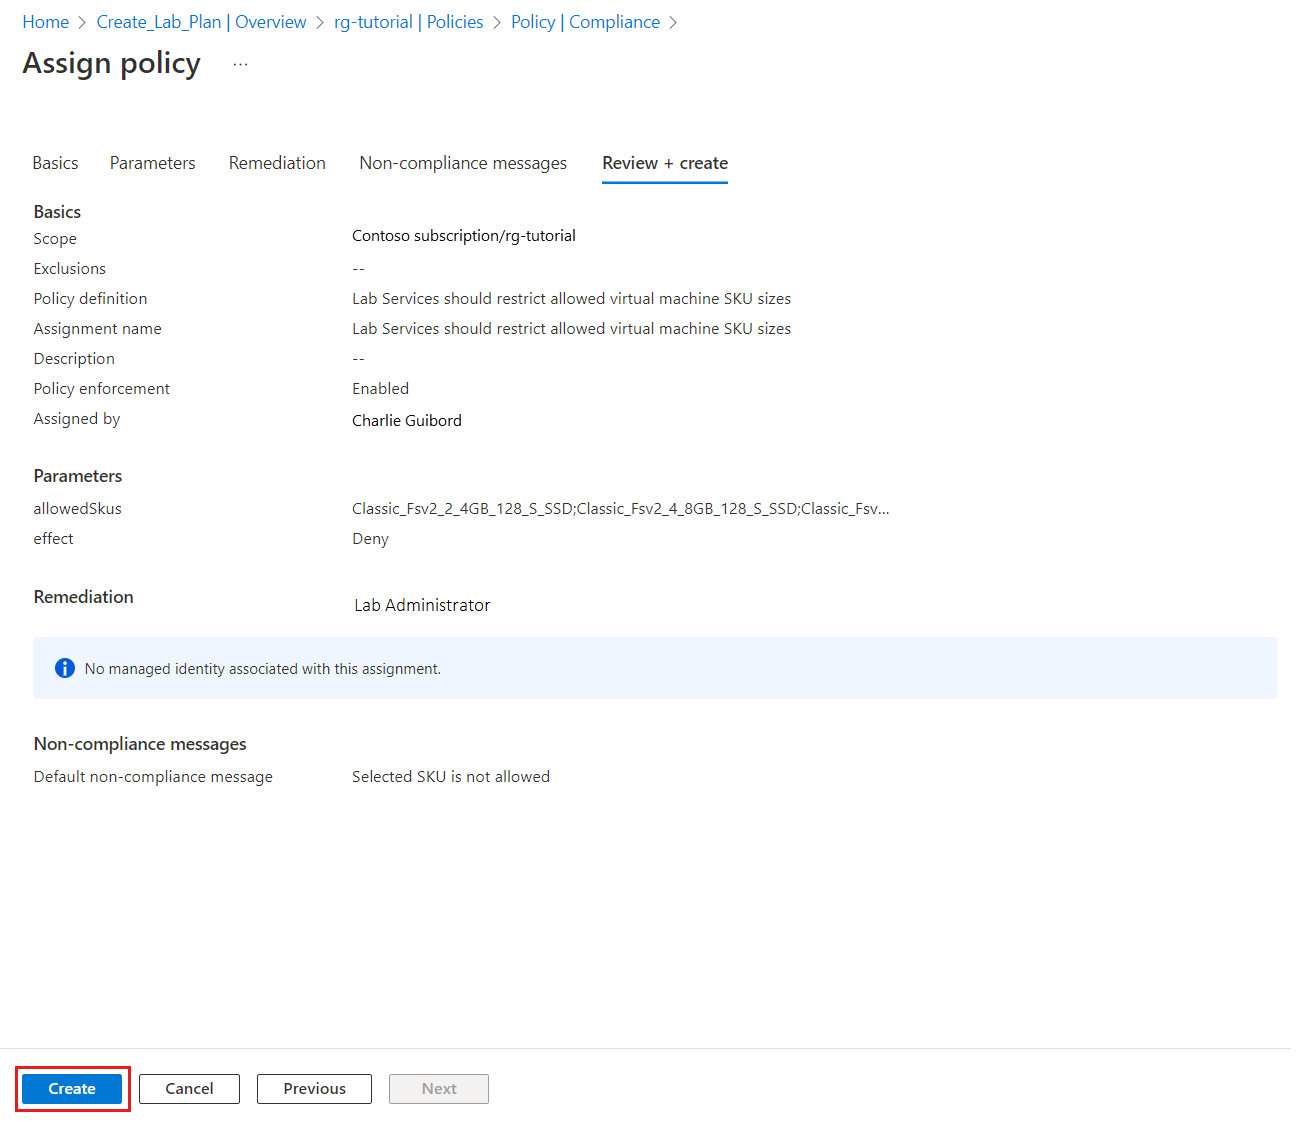 Home > Create_Lab_Plan | Overview > rg-tutorial | Policies > Policy | Compliance >
Assign policy ...
Basics Parameters Remediation Non-compliance messages Review + create
Basics
Scope Contoso subscription/rg-tutorial
Exclusions --
Policy definition Lab Services should restrict allowed virtual machine SKU sizes
Assignment name Lab Services should restrict allowed virtual machine SKU sizes
Description --
Policy enforcement Enabled
Assigned by Charlie Guibord
Parameters
allowedSkus Classic_Fsv2_2_4GB_128_S_SSD;Classic_Fsv2_4_8GB_128_S_SSD;Classic_Fsv...
effect Deny
Remediation Lab Administrator
No managed identity associated with this assignment.
Non-compliance messages
Default non-compliance message Selected SKU is not allowed
Create Cancel Previous Next